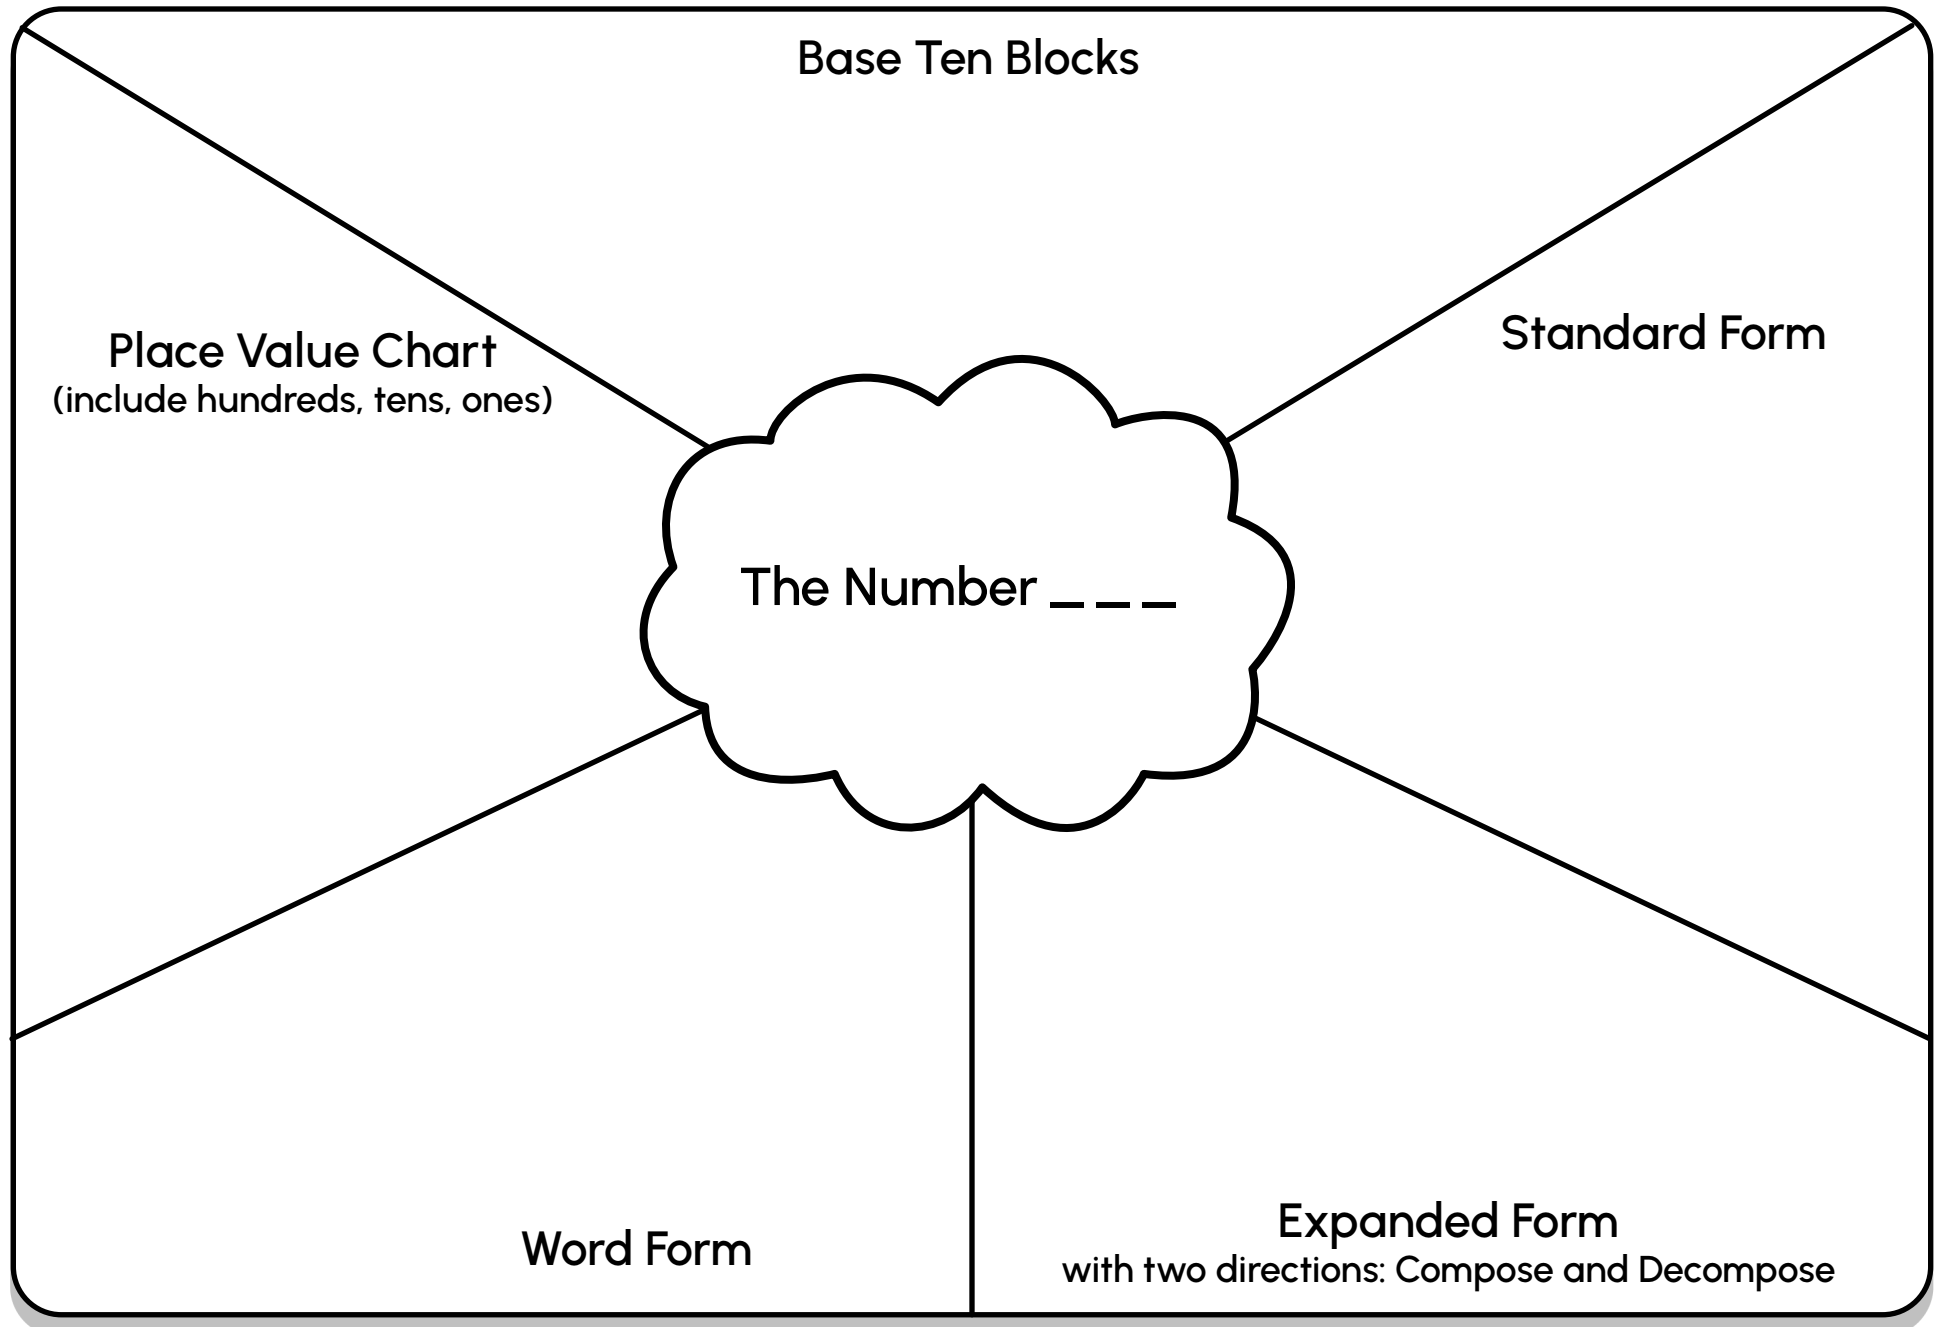 Base Ten Blocks
Place Value Chart
(include hundreds, tens, ones)
Standard Form
The Number _ _ _
Word Form
Expanded Form
with two directions: Compose and Decompose